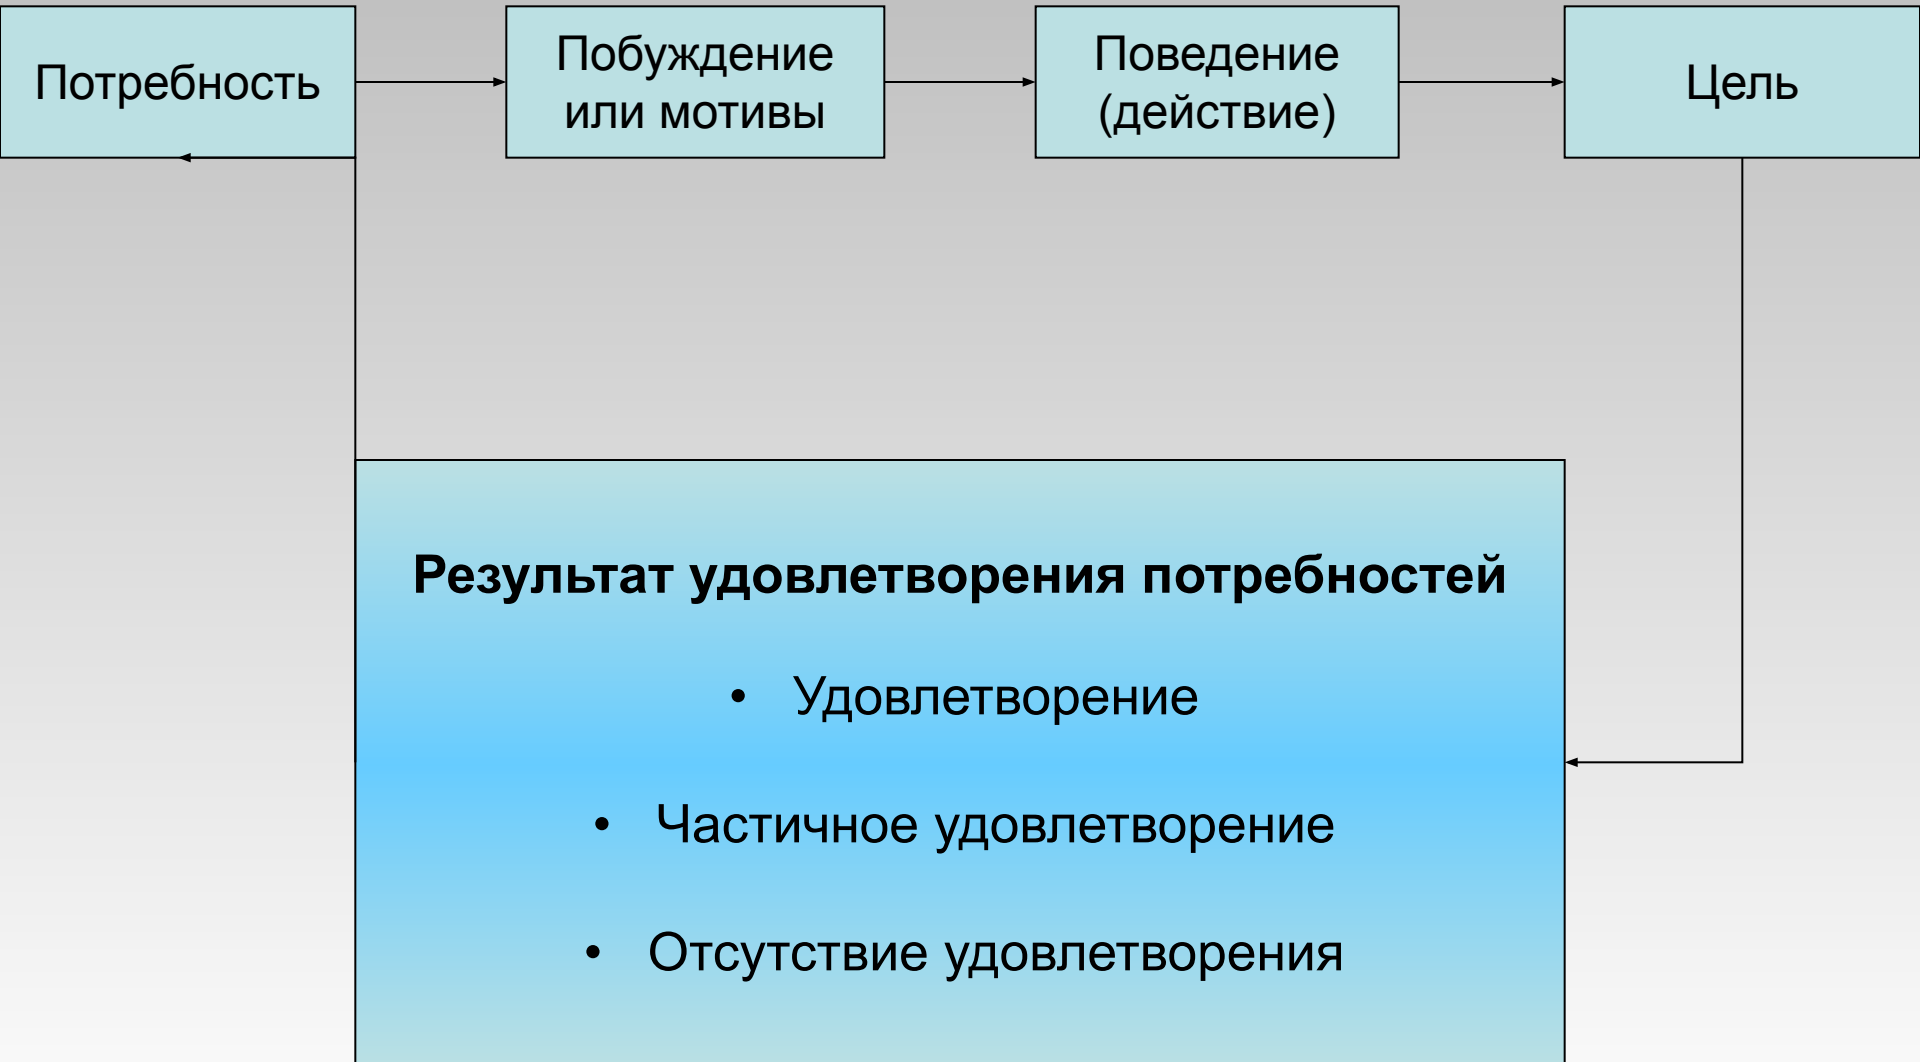 Потребность
Побуждение
или мотивы
Поведение
(действие)
Цель
Результат удовлетворения потребностей
• Удовлетворение
• Частичное удовлетворение
• Отсутствие удовлетворения